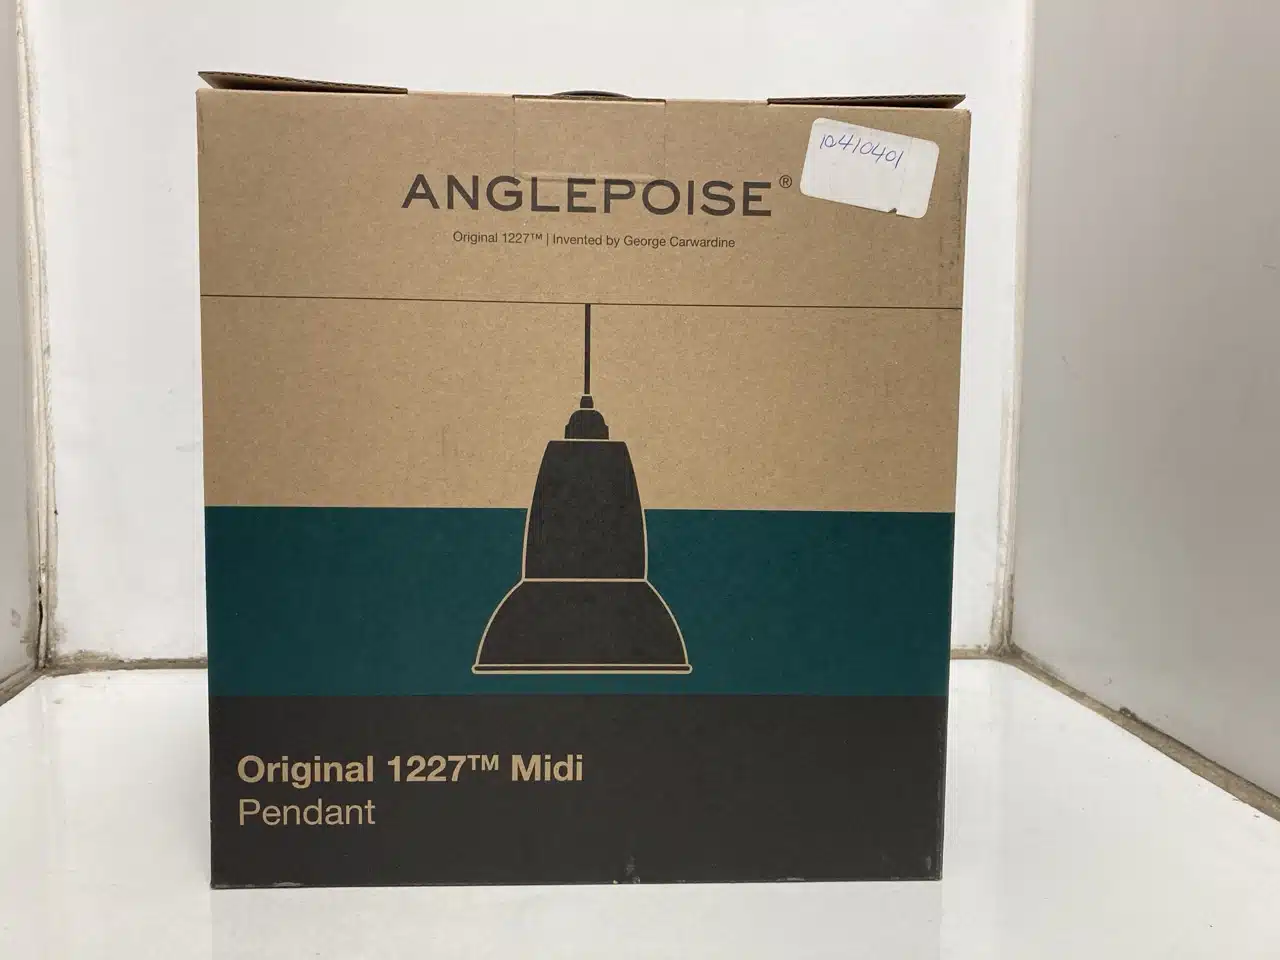 10410401
ANGLEPOISE®
Original 1227™ | Invented by George Carwardine
Original 1227™ Midi
Pendant